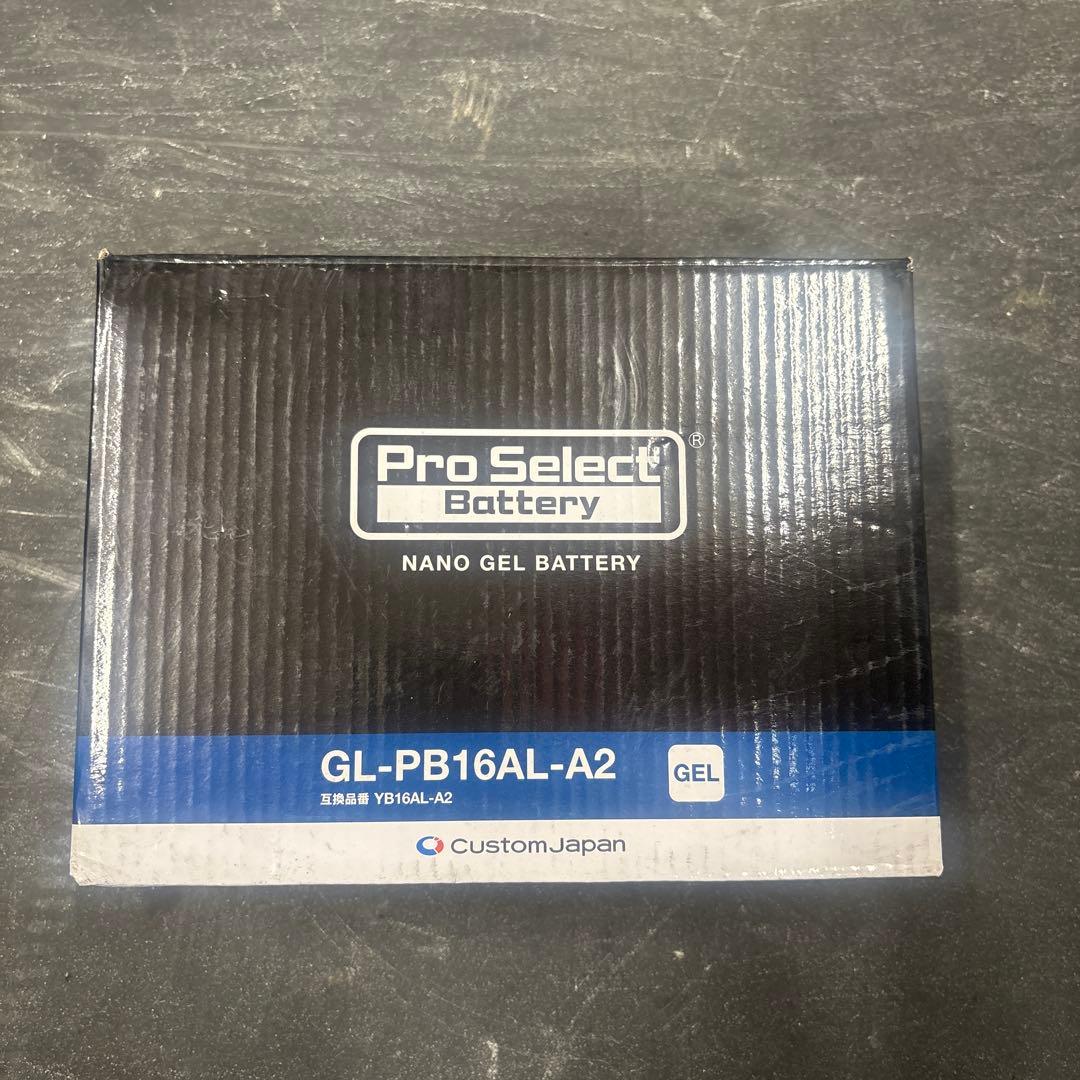 Pro Select
®
Battery
NANO GEL BATTERY
GL-PB16AL-A2
GEL
互換品番 YB16AL-A2
CustomJapan